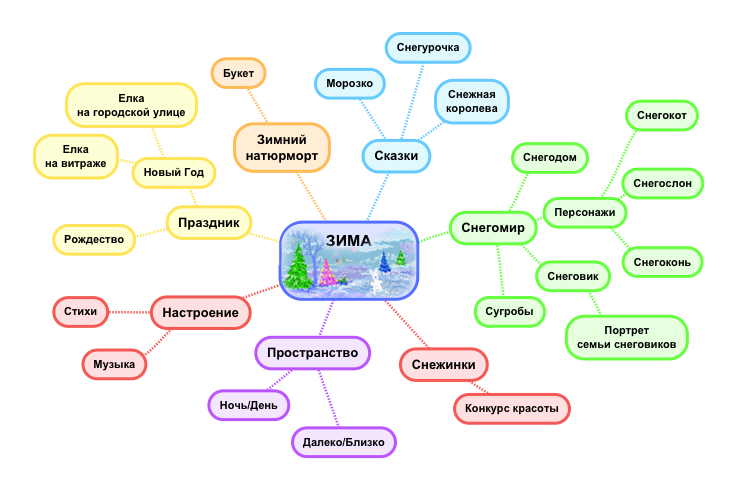 Снегурочка
Букет
Морозко
Снежная
королева
Елка
на городской улице
Снегокот
Зимний
натюрморт
Сказки
Елка
на витраже
Снегодом
Новый Год
Снегослон
Персонажи
Праздник
Снегомир
Рождество
ЗИМА
Снегоконь
Снеговик
Стихи
Настроение
Сугробы
Портрет
семьи снеговиков
Пространство
Музыка
Снежинки
Ночь/День
Конкурс красоты
Далеко/Близко